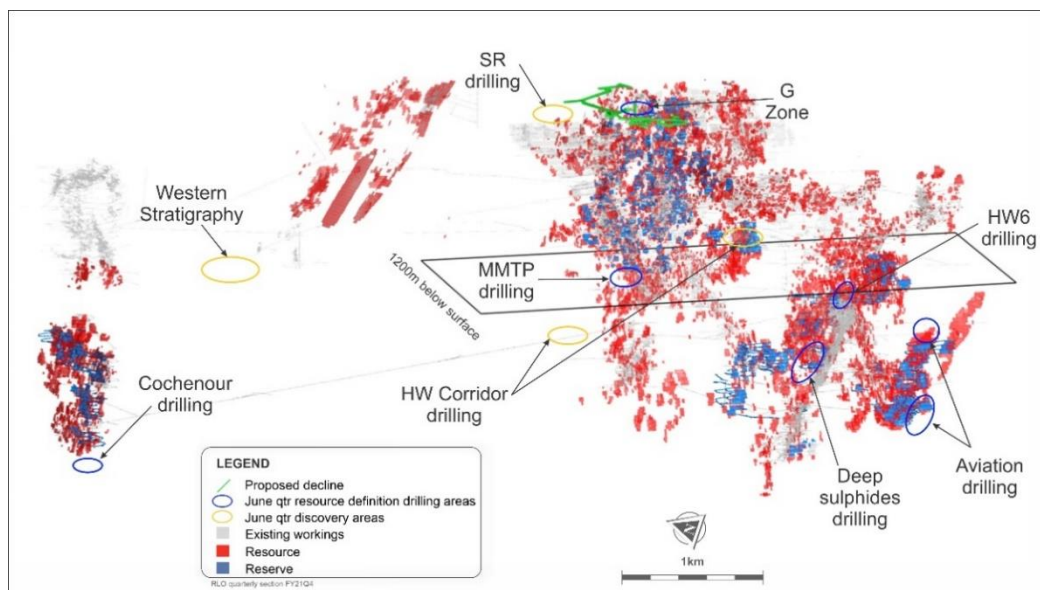 SR
drilling
G
Zone
Western
Stratigraphy
HW6
drilling
1200m below surface
MMTP
drilling
Cochenour
drilling
HW Corridor
drilling
Deep
sulphides
drilling
Aviation
drilling
LEGEND
Proposed decline
June qtr resource definition drilling areas
June qtr discovery areas
Existing workings
Resource
Reserve
1km
RLO quarterly section FY21Q4